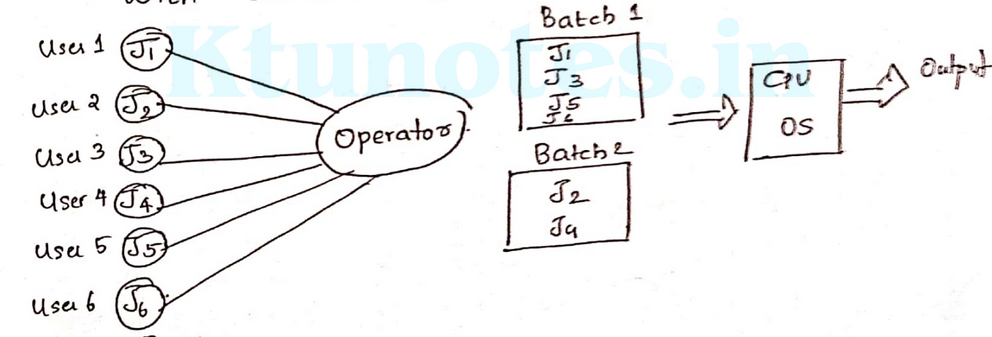 Ktunotes.in
User 1 J1
User 2 J2
User 3 J3
User 4 J4
User 5 J5
User 6 J6
Operator
Batch 1
J1
J3
J5
J6
Batch 2
J2
J4
CPU
OS
Output